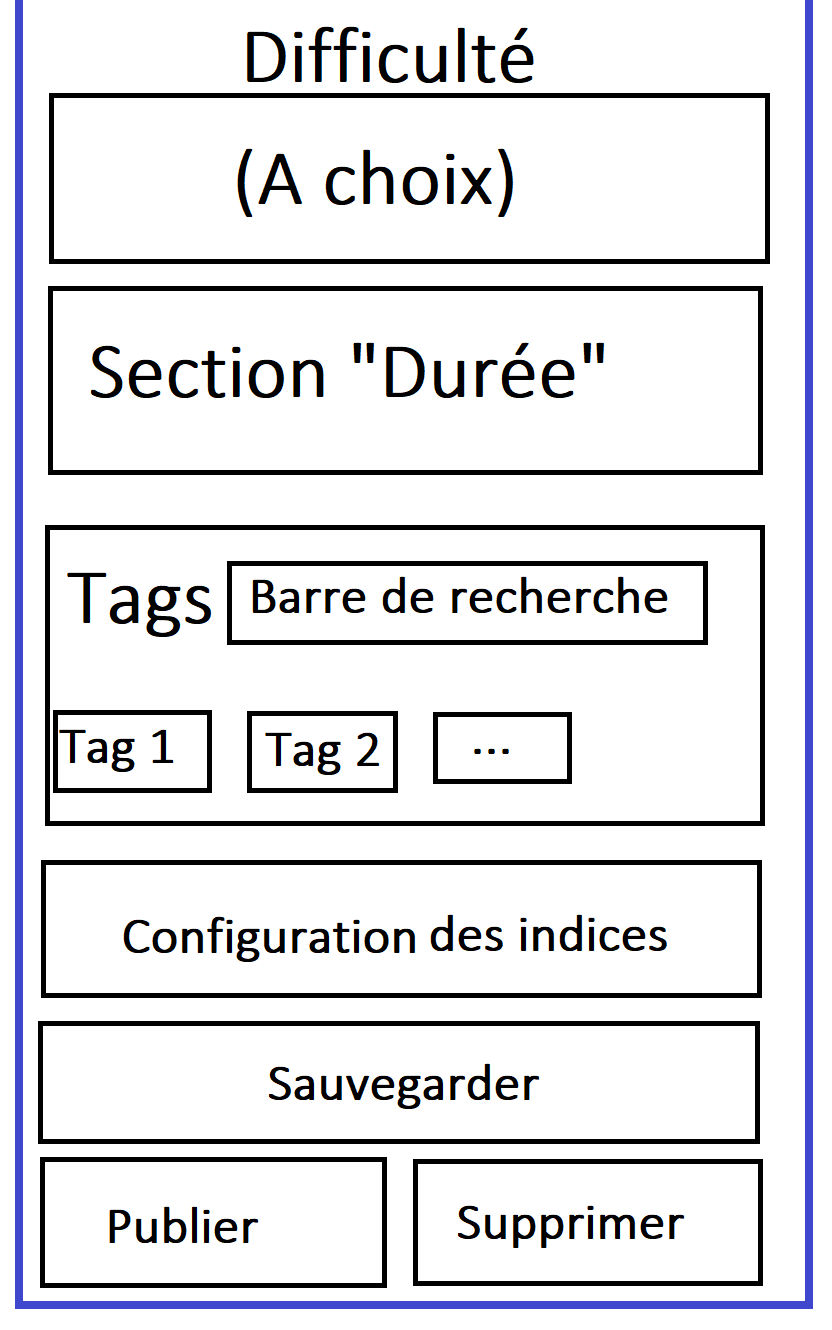 Difficulté
(A choix)
Section "Durée"
Tags Barre de recherche
Tag 1 Tag 2 ...
Configuration des indices
Sauvegarder
Publier Supprimer